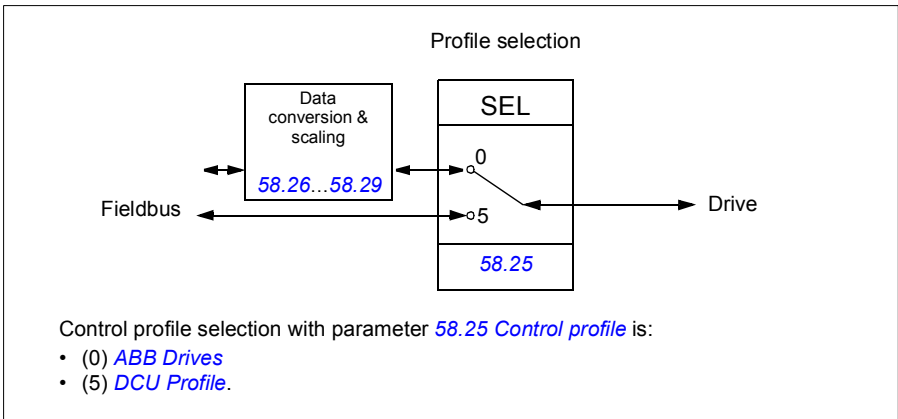 Profile selection
Data
conversion &
scaling
58.26...58.29
SEL
0
5
58.25
Fieldbus
Drive
Control profile selection with parameter 58.25 Control profile is:
• (0) ABB Drives
• (5) DCU Profile.